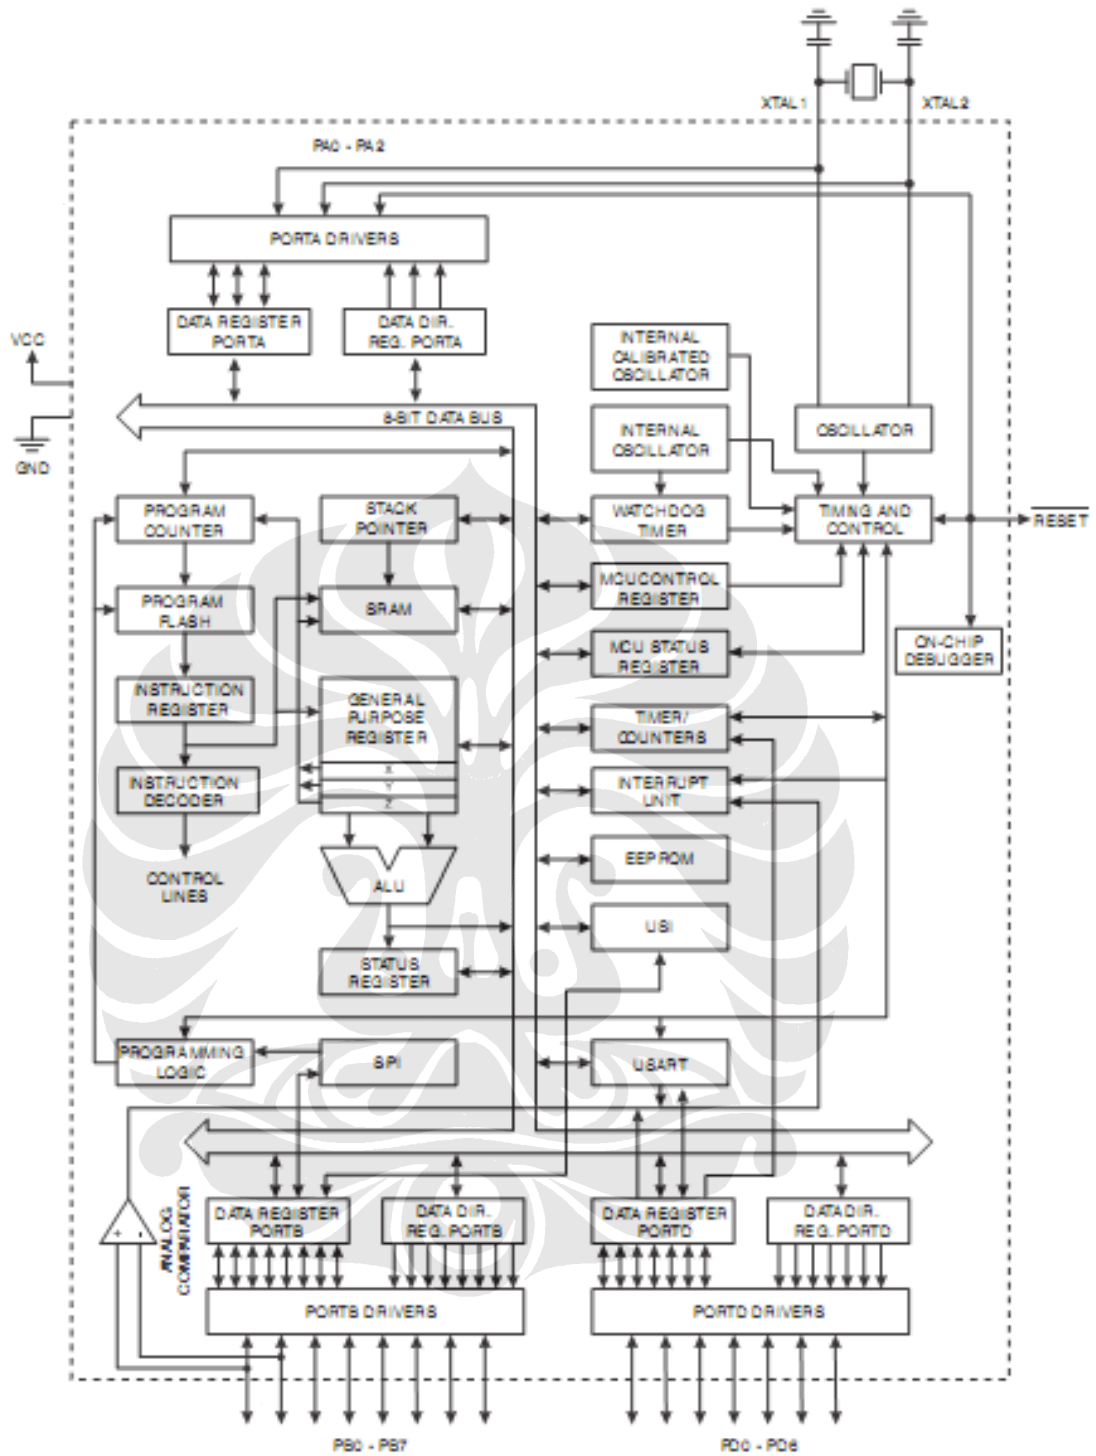 XTAL1
XTAL2
PA0 - PA2
PORTA DRIVERS
DATA REGISTER
PORTA
DATA DIR.
REG. PORTA
VCC
GND
8-BIT DATA BUS
INTERNAL
CALIBRATED
OSCILLATOR
INTERNAL
OSCILLATOR
OSCILLATOR
PROGRAM
COUNTER
STACK
POINTER
WATCHDOG
TIMER
TIMING AND
CONTROL
RESET
PROGRAM
FLASH
SRAM
MCU CONTROL
REGISTER
MCU STATUS
REGISTER
ON-CHIP
DEBUGGER
INSTRUCTION
REGISTER
GENERAL
PURPOSE
REGISTER
X
Y
Z
TIMER/
COUNTERS
INSTRUCTION
DECODER
INTERRUPT
UNIT
CONTROL
LINES
ALU
EEPROM
USI
STATUS
REGISTER
PROGRAMMING
LOGIC
SPI
USART
+
-
ANALOG
COMPARATOR
DATA REGISTER
PORTB
DATA DIR.
REG. PORTB
DATA REGISTER
PORTD
DATA DIR.
REG. PORTD
PORTB DRIVERS
PORTD DRIVERS
PB0 - PB7
PD0 - PD6